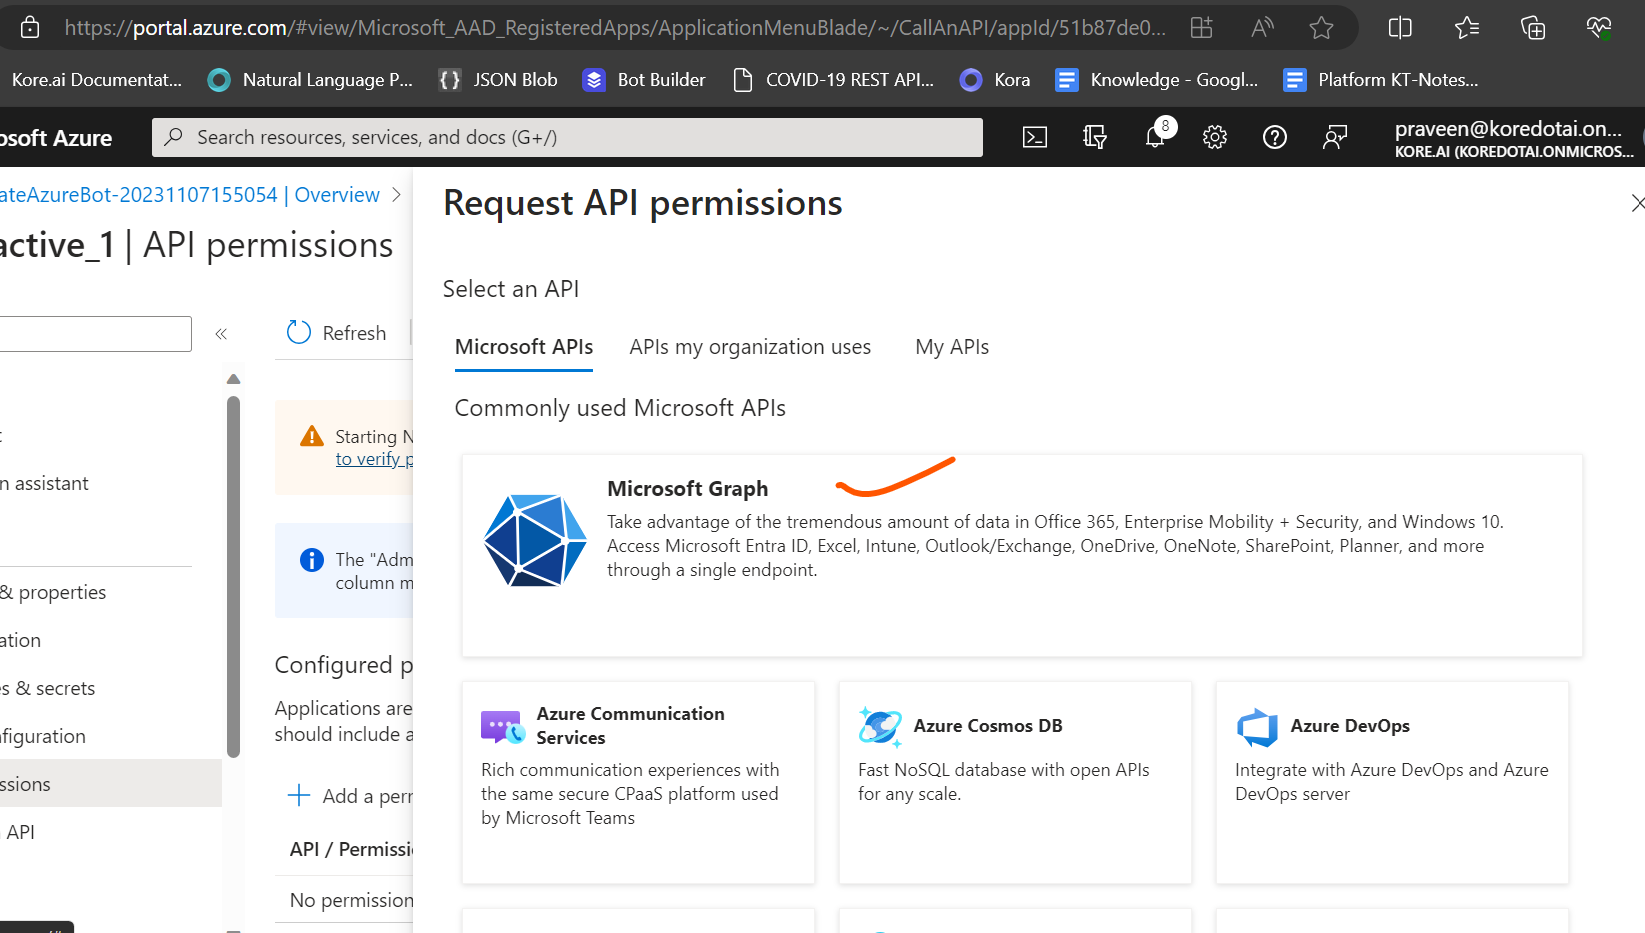 https://portal.azure.com/#view/Microsoft_AAD_RegisteredApps/ApplicationMenuBlade/~/CallAnAPI/appId/51b87de0...
Kore.ai Documentat... Natural Language P... {} JSON Blob Bot Builder COVID-19 REST API... Kora Knowledge - Googl... Platform KT-Notes...
osoft Azure Search resources, services, and docs (G+/) 8 praveen@koredotai.on...
KORE.AI (KOREDOTAI.ONMICROS...
ateAzureBot-20231107155054 | Overview >
active_1 | API permissions
«
Refresh
n assistant
& properties
ation
es & secrets
figuration
ssions
API
Starting N
to verify p
The "Adm
column m
Configured p
Applications are
should include a
Add a perr
API / Permissi
No permission
Request API permissions
Select an API
Microsoft APIs APIs my organization uses My APIs
Commonly used Microsoft APIs
Microsoft Graph
Take advantage of the tremendous amount of data in Office 365, Enterprise Mobility + Security, and Windows 10.
Access Microsoft Entra ID, Excel, Intune, Outlook/Exchange, OneDrive, OneNote, SharePoint, Planner, and more
through a single endpoint.
Azure Communication
Services
Rich communication experiences with
the same secure CPaaS platform used
by Microsoft Teams
Azure Cosmos DB
Fast NoSQL database with open APIs
for any scale.
Azure DevOps
Integrate with Azure DevOps and Azure
DevOps server